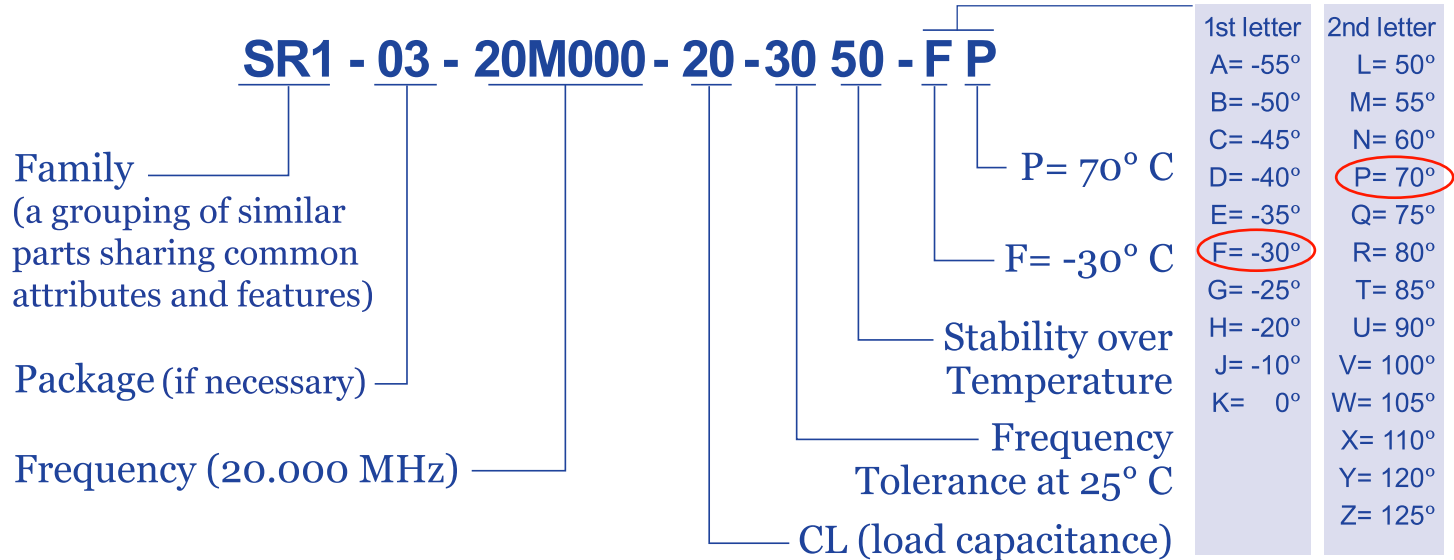 SR1 - 03 - 20M000 - 20 -30 50 - F P
Family
(a grouping of similar
parts sharing common
attributes and features)
Package (if necessary)
Frequency (20.000 MHz)
P= 70° C
F= -30° C
Stability over
Temperature
Frequency
Tolerance at 25° C
CL (load capacitance)
1st letter
A= -55°
B= -50°
C= -45°
D= -40°
E= -35°
F= -30°
G= -25°
H= -20°
J= -10°
K= 0°
2nd letter
L= 50°
M= 55°
N= 60°
P= 70°
Q= 75°
R= 80°
T= 85°
U= 90°
V= 100°
W= 105°
X= 110°
Y= 120°
Z= 125°